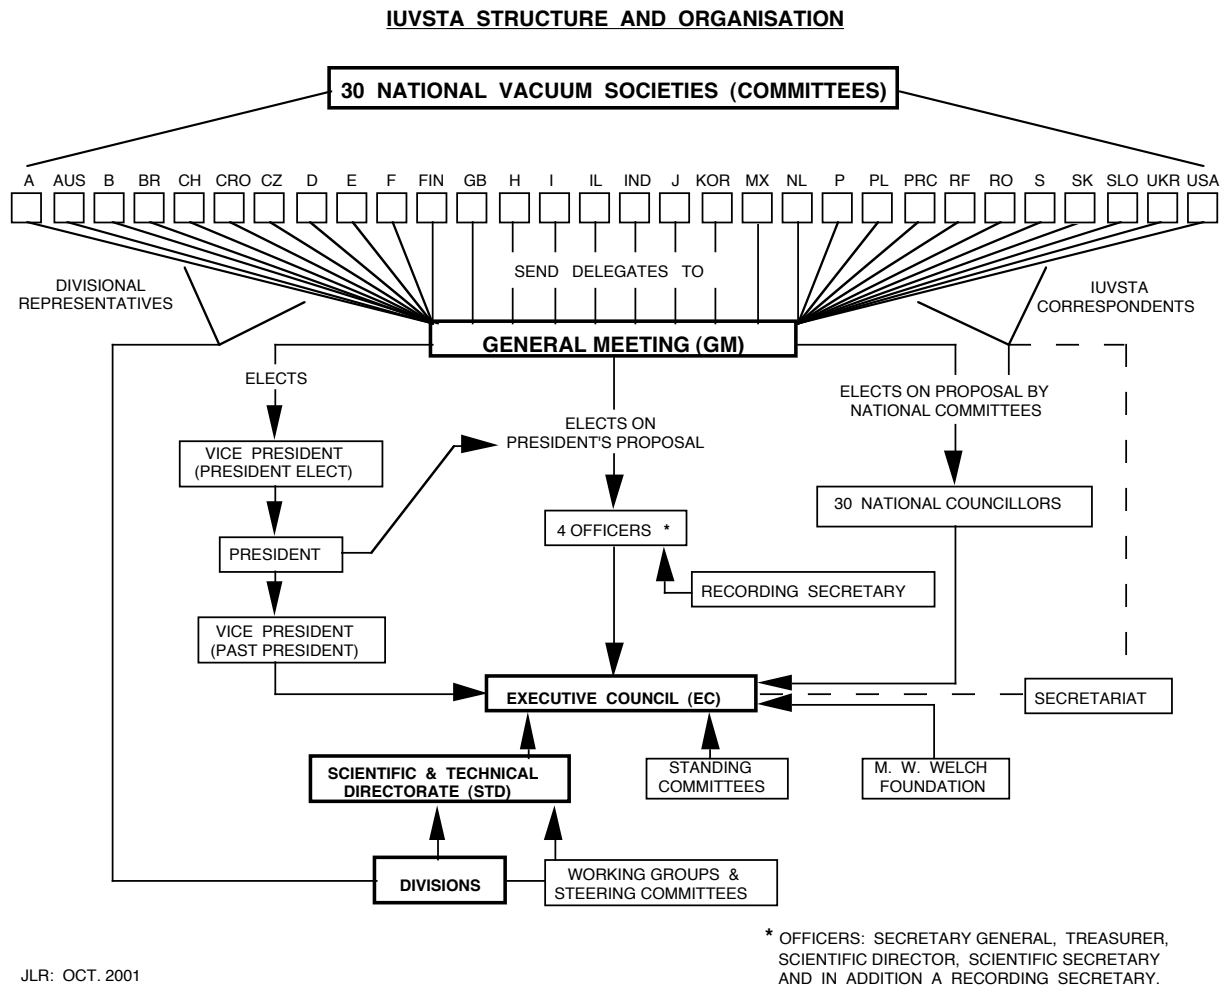 IUVSTA STRUCTURE AND ORGANISATION
30 NATIONAL VACUUM SOCIETIES (COMMITTEES)
A AUS B BR CH CRO CZ D E F FIN GB H I IL IND J KOR MX NL P PL PRC RF RO S SK SLO UKR USA
SEND DELEGATES TO
DIVISIONAL
REPRESENTATIVES
IUVSTA
CORRESPONDENTS
GENERAL MEETING (GM)
ELECTS
ELECTS ON
PRESIDENT'S PROPOSAL
ELECTS ON PROPOSAL BY
NATIONAL COMMITTEES
VICE PRESIDENT
(PRESIDENT ELECT)
30 NATIONAL COUNCILLORS
4 OFFICERS *
PRESIDENT
RECORDING SECRETARY
VICE PRESIDENT
(PAST PRESIDENT)
EXECUTIVE COUNCIL (EC)
SECRETARIAT
SCIENTIFIC & TECHNICAL
DIRECTORATE (STD)
STANDING
COMMITTEES
M. W. WELCH
FOUNDATION
DIVISIONS
WORKING GROUPS &
STEERING COMMITTEES
* OFFICERS: SECRETARY GENERAL, TREASURER,
SCIENTIFIC DIRECTOR, SCIENTIFIC SECRETARY
AND IN ADDITION A RECORDING SECRETARY.
JLR: OCT. 2001